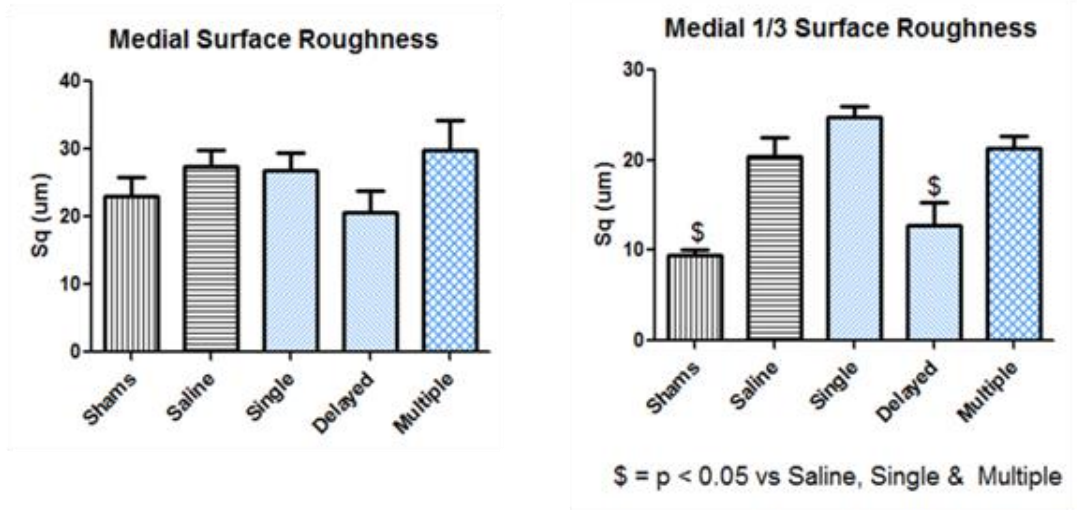 Medial Surface Roughness
40
30
20
10
0
Sq (um)
Shams
Saline
Single
Delayed
Multiple
Medial 1/3 Surface Roughness
30
20
10
0
Sq (um)
$
$
Shams
Saline
Single
Delayed
Multiple
$ = p < 0.05 vs Saline, Single & Multiple